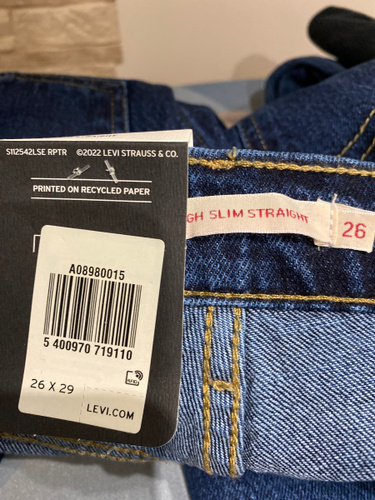 S112542LSE RPTR ©2022 LEVI STRAUSS & CO.
PRINTED ON RECYCLED PAPER
GH SLIM STRAIGHT
26
A08980015
5 400970 719110
26 X 29
LEVI.COM